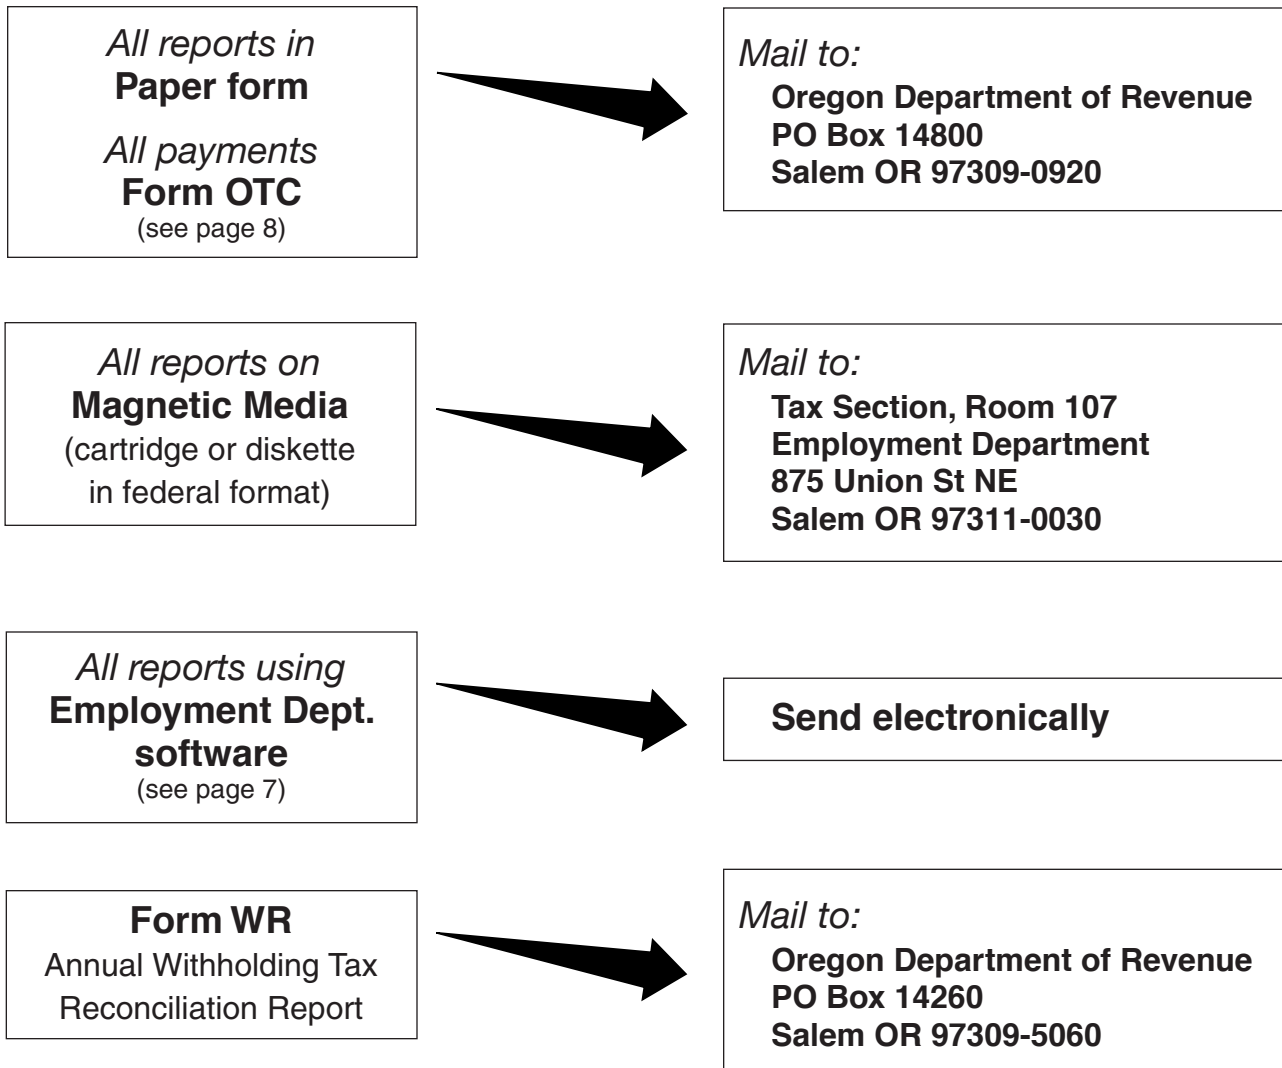 All reports in
Paper form
All payments
Form OTC
(see page 8)
Mail to:
Oregon Department of Revenue
PO Box 14800
Salem OR 97309-0920
All reports on
Magnetic Media
(cartridge or diskette
in federal format)
Mail to:
Tax Section, Room 107
Employment Department
875 Union St NE
Salem OR 97311-0030
All reports using
Employment Dept.
software
(see page 7)
Send electronically
Form WR
Annual Withholding Tax
Reconciliation Report
Mail to:
Oregon Department of Revenue
PO Box 14260
Salem OR 97309-5060